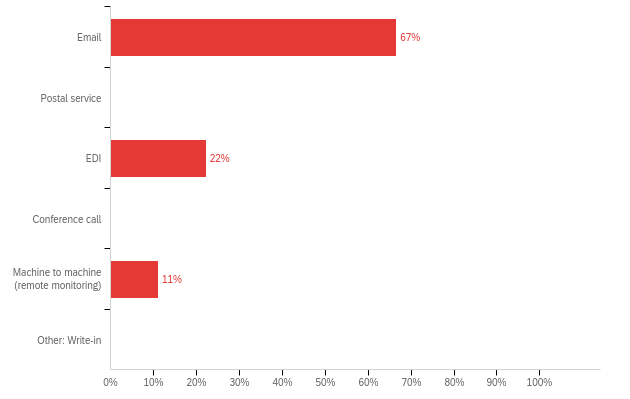 Email
67%
Postal service
EDI
22%
Conference call
Machine to machine
(remote monitoring)
11%
Other: Write-in
0% 10% 20% 30% 40% 50% 60% 70% 80% 90% 100%